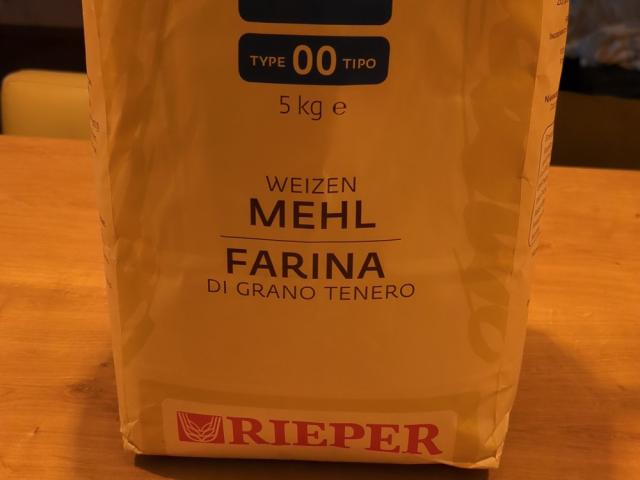 TYPE 00 TIPO
5 kg ℮
WEIZEN
MEHL
FARINA
DI GRANO TENERO
RIEPER